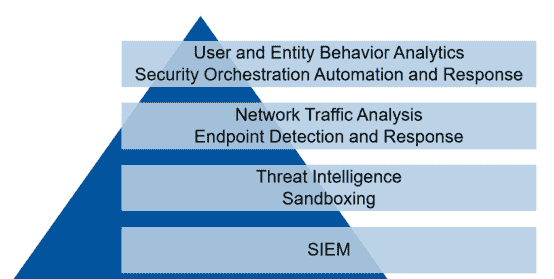 User and Entity Behavior Analytics
Security Orchestration Automation and Response
Network Traffic Analysis
Endpoint Detection and Response
Threat Intelligence
Sandboxing
SIEM